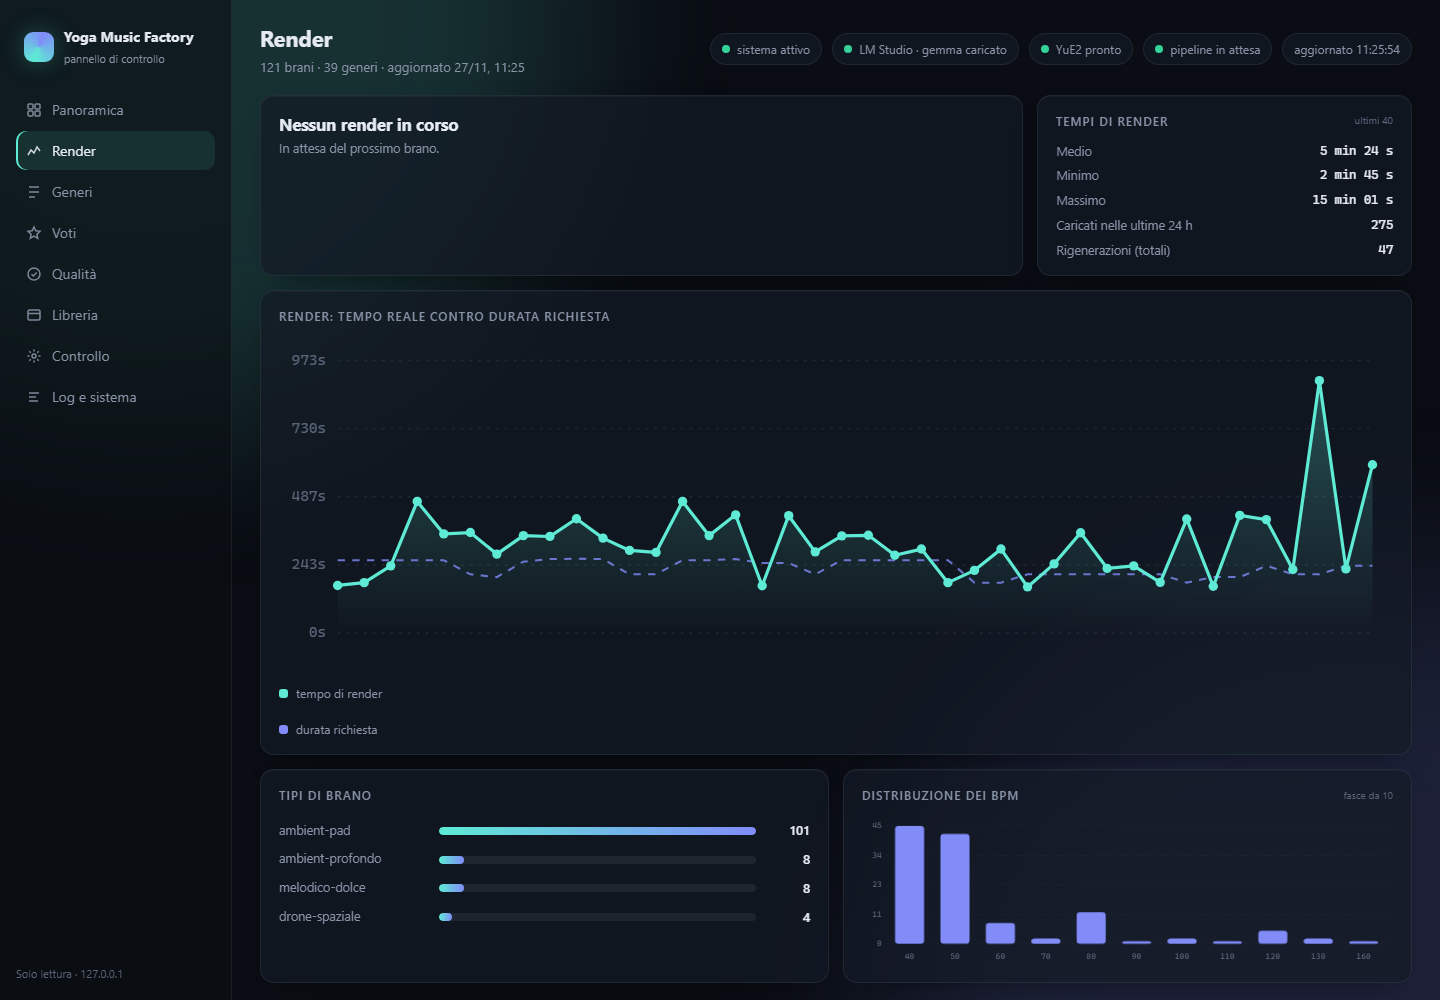 Yoga Music Factory
pannello di controllo
Panoramica
Render
Generi
Voti
Qualità
Libreria
Controllo
Log e sistema
Solo lettura · 127.0.0.1
Render
121 brani · 39 generi · aggiornato 27/11, 11:25
sistema attivo
LM Studio · gemma caricato
YuE2 pronto
pipeline in attesa
aggiornato 11:25:54
Nessun render in corso
In attesa del prossimo brano.
TEMPI DI RENDER
ultimi 40
Medio 5 min 24 s
Minimo 2 min 45 s
Massimo 15 min 01 s
Caricati nelle ultime 24 h 275
Rigenerazioni (totali) 47
RENDER: TEMPO REALE CONTRO DURATA RICHIESTA
973s
730s
487s
243s
0s
tempo di render
durata richiesta
TIPI DI BRANO
ambient-pad 101
ambient-profondo 8
melodico-dolce 8
drone-spaziale 4
DISTRIBUZIONE DEI BPM
fasce da 10
45
34
23
11
0
40 50 60 70 80 90 100 110 120 130 160